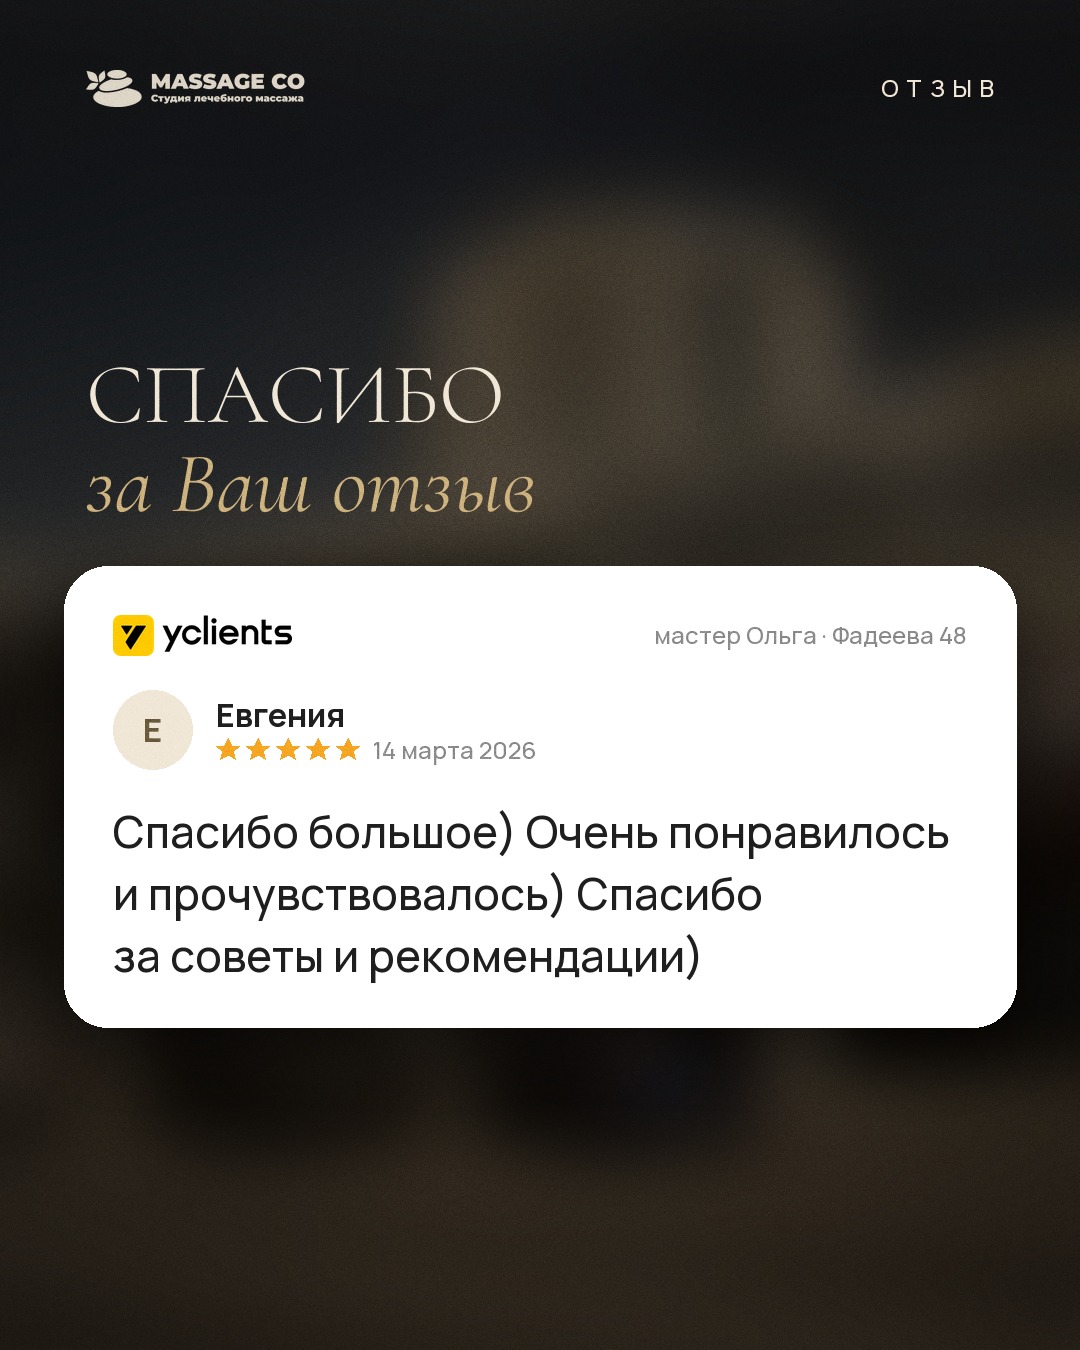 MASSAGE CO
Студия лечебного массажа
ОТЗЫВ
СПАСИБО
за Ваш отзыв
yclients
мастер Ольга · Фадеева 48
Е
Евгения
14 марта 2026
Спасибо большое) Очень понравилось
и прочувствовалось) Спасибо
за советы и рекомендации)